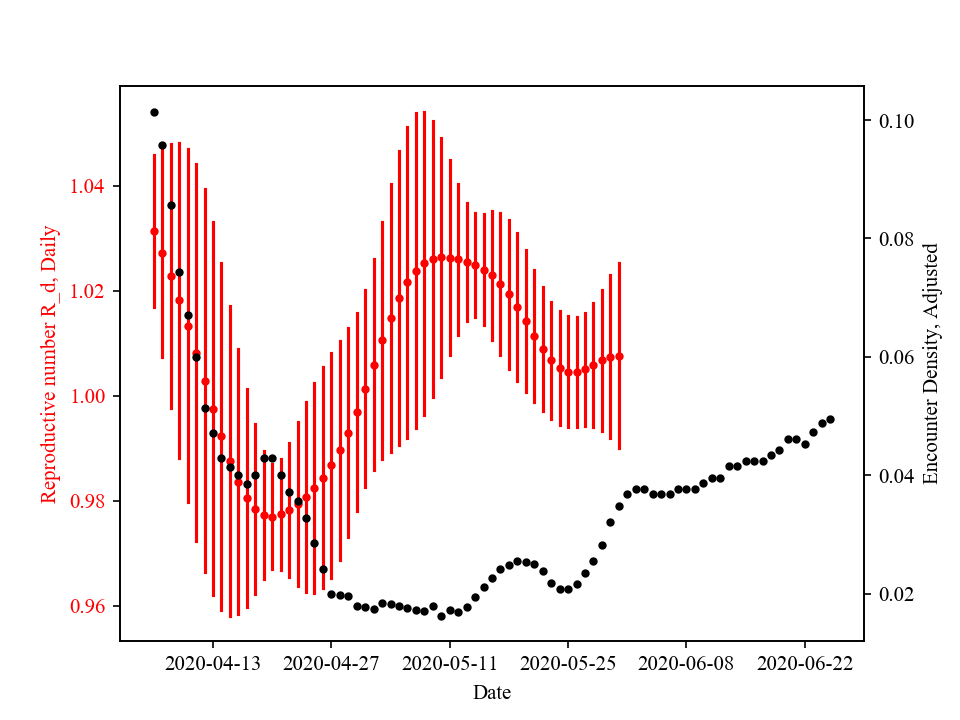 Reproductive number R_d, Daily
1.04
1.02
1.00
0.98
0.96
0.10
0.08
0.06
0.04
0.02
Encounter Density, Adjusted
2020-04-13 2020-04-27 2020-05-11 2020-05-25 2020-06-08 2020-06-22
Date